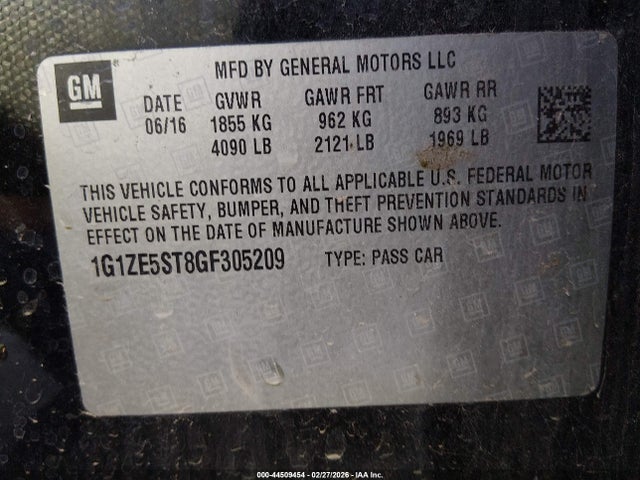 GM
MFD BY GENERAL MOTORS LLC
DATE GVWR GAWR FRT GAWR RR
06/16 1855 KG 962 KG 893 KG
4090 LB 2121 LB 1969 LB
THIS VEHICLE CONFORMS TO ALL APPLICABLE U.S. FEDERAL MOTOR
VEHICLE SAFETY, BUMPER, AND THEFT PREVENTION STANDARDS IN
EFFECT ON THE DATE OF MANUFACTURE SHOWN ABOVE.
1G1ZE5ST8GF305209 TYPE: PASS CAR
000-44509454 | 02/27/2026 - IAA Inc.